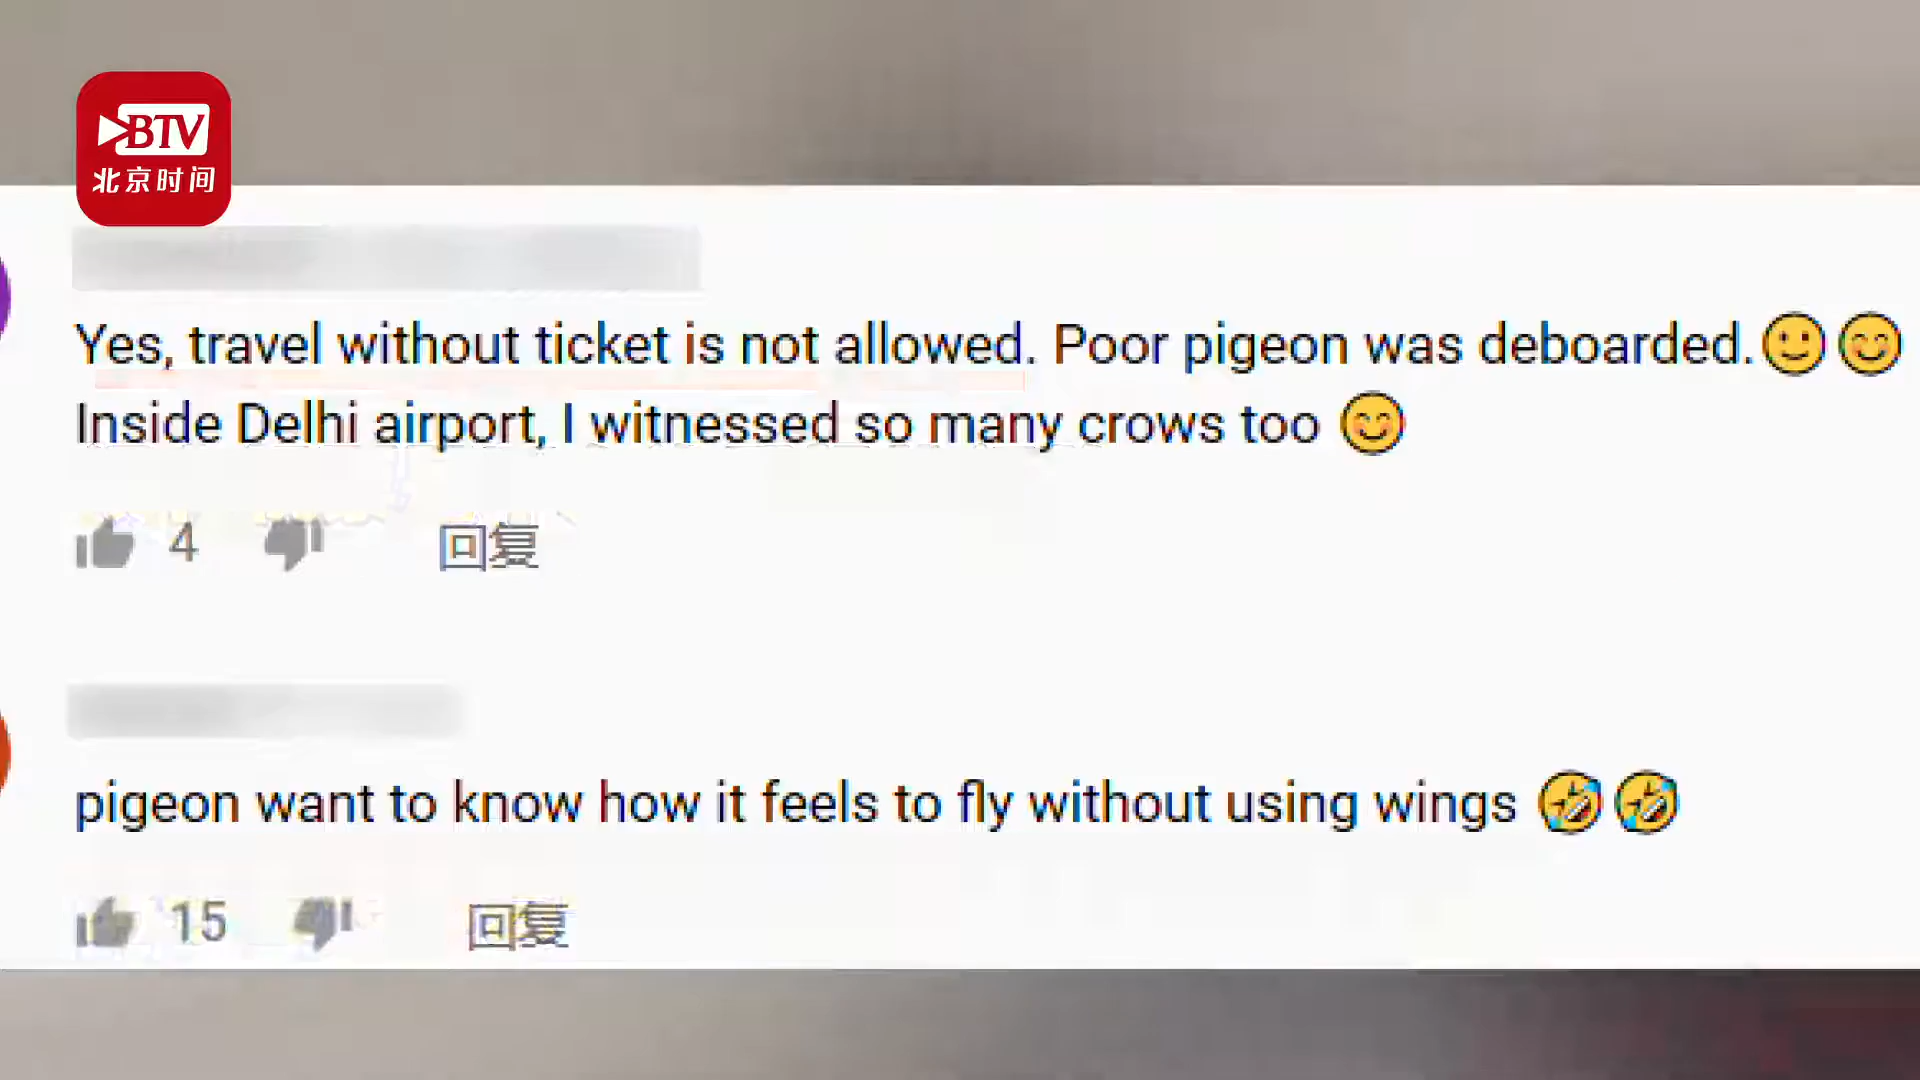 BTV
北京时间
Yes, travel without ticket is not allowed. Poor pigeon was deboarded.🙂😊
Inside Delhi airport, I witnessed so many crows too 😊
4 回复
pigeon want to know how it feels to fly without using wings 🤣🤣
15 回复